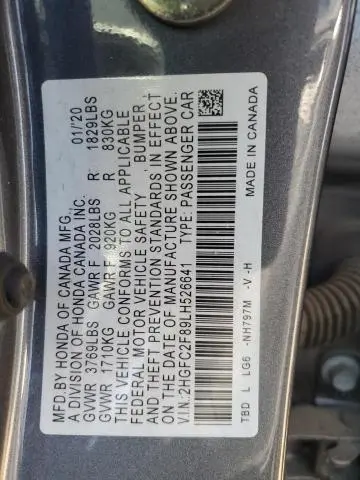 MFD.BY HONDA OF CANADA MFG. 01/'20
A DIVISION OF HONDA CANADA INC.
GVWR 3769LBS GAWR F 2028LBS R 1829LBS
GVWR 1710KG GAWR F 920KG R 830KG
THIS VEHICLE CONFORMS TO ALL APPLICABLE
FEDERAL MOTOR VEHICLE SAFETY , BUMPER ,
AND THEFT PREVENTION STANDARDS IN EFFECT
ON THE DATE OF MANUFACTURE SHOWN ABOVE.
V.I.N:2HGFC2F89LH526641 TYPE: PASSENGER CAR
TBD L LG6 -NH797M -V -H MADE IN CANADA